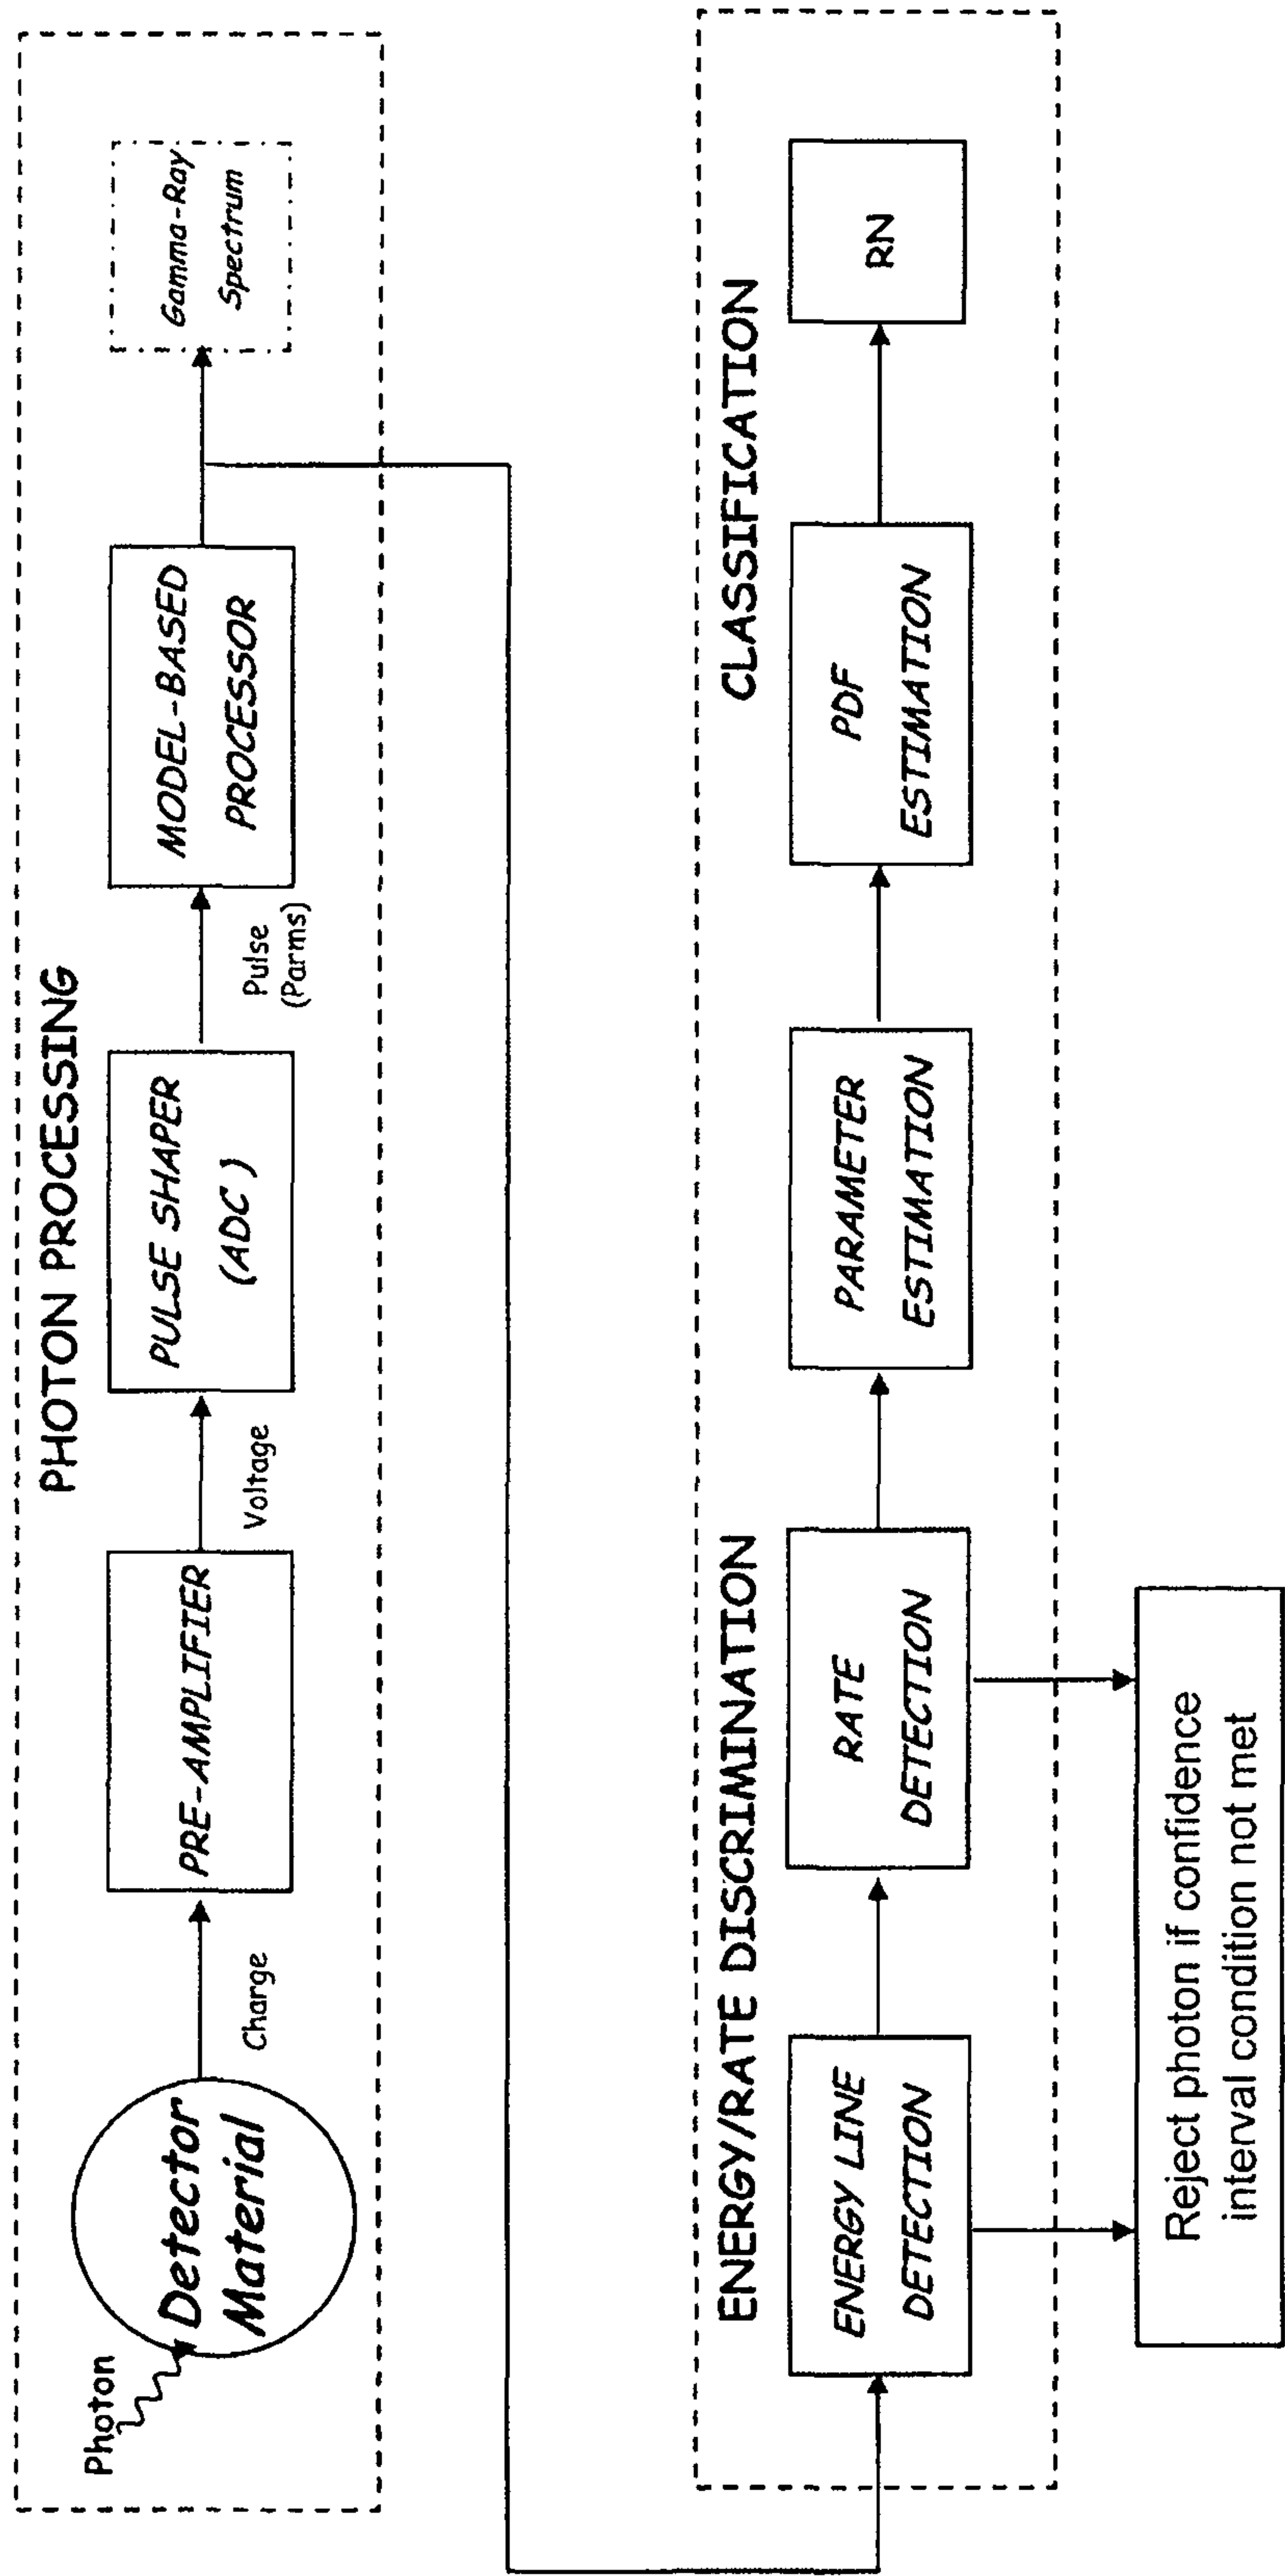 PHOTON PROCESSING
Photon
Detector
Material
Charge
PRE-AMPLIFIER
Voltage
PULSE SHAPER
(ADC)
Pulse
(Parms)
MODEL-BASED
PROCESSOR
Gamma-Ray
Spectrum
ENERGY/RATE DISCRIMINATION
CLASSIFICATION
ENERGY LINE
DETECTION
RATE
DETECTION
PARAMETER
ESTIMATION
PDF
ESTIMATION
RN
Reject photon if confidence
interval condition not met